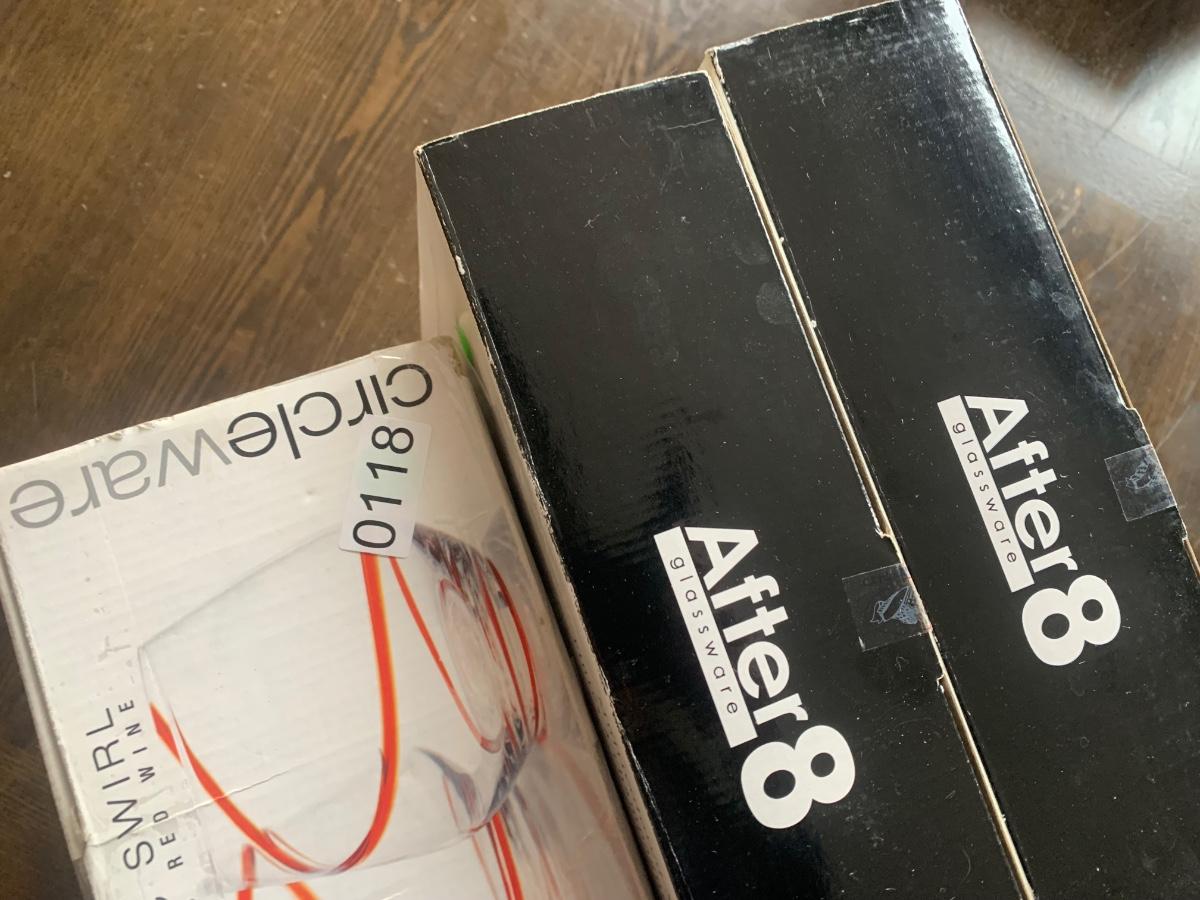 circleware
0118
SWIRL
RED WINE
After8
glassware
After8
glassware